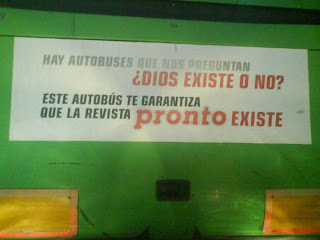 HAY AUTOBUSES QUE NOS PREGUNTAN
¿DIOS EXISTE O NO?
ESTE AUTOBÚS TE GARANTIZA
QUE LA REVISTA pronto EXISTE